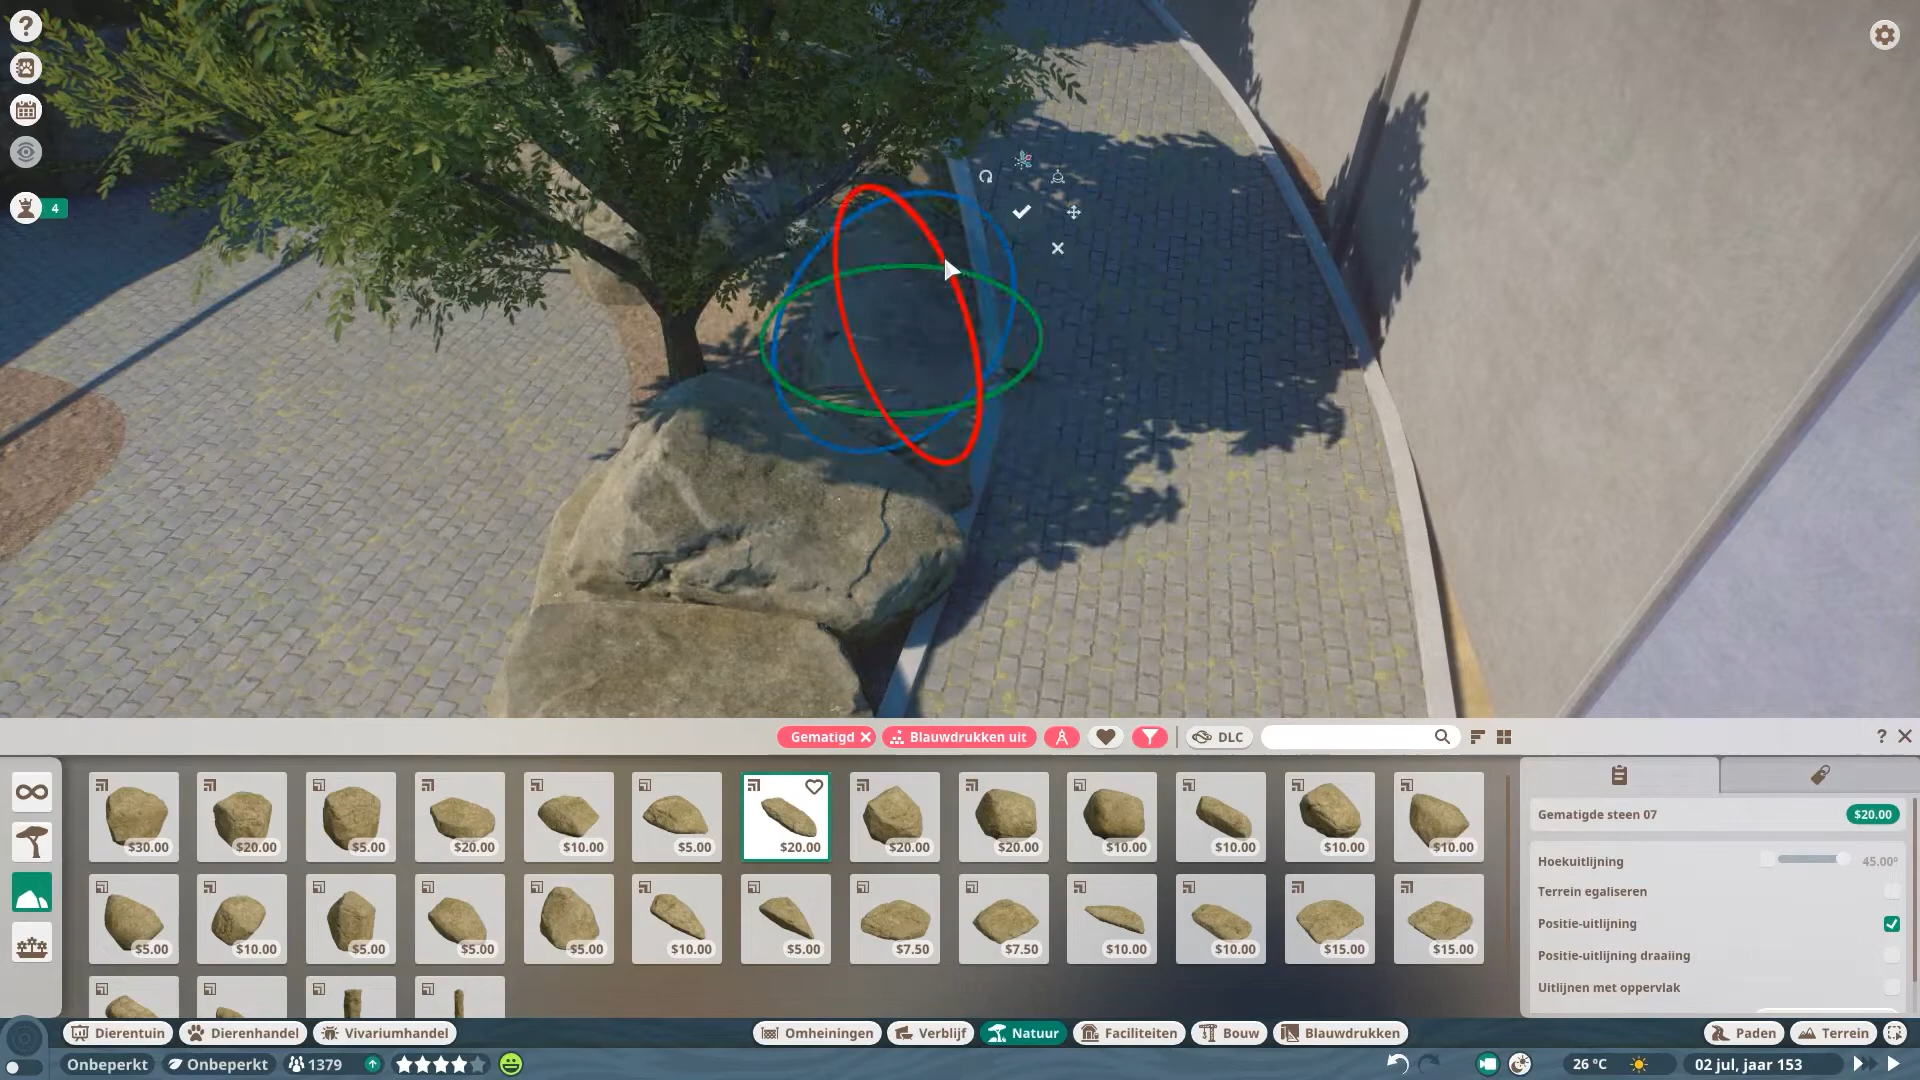 4
Gematigd
Blauwdrukken uit
DLC
?
?
$30.00 $20.00 $5.00 $20.00 $10.00 $5.00 $20.00 $20.00 $20.00 $10.00 $10.00 $10.00 $10.00
$5.00 $10.00 $5.00 $5.00 $5.00 $10.00 $5.00 $7.50 $7.50 $10.00 $10.00 $15.00 $15.00
Gematigde steen 07 $20.00
Hoekuitlijning 45.00°
Terrein egaliseren
Positie-uitlijning
Positie-uitlijning draaiing
Uitlijnen met oppervlak
Dierentuin Dierenhandel Vivariumhandel Omheiningen Verblijf Natuur Faciliteiten Bouw Blauwdrukken Paden Terrein
Onbeperkt Onbeperkt 1379 26 °C 02 jul, jaar 153